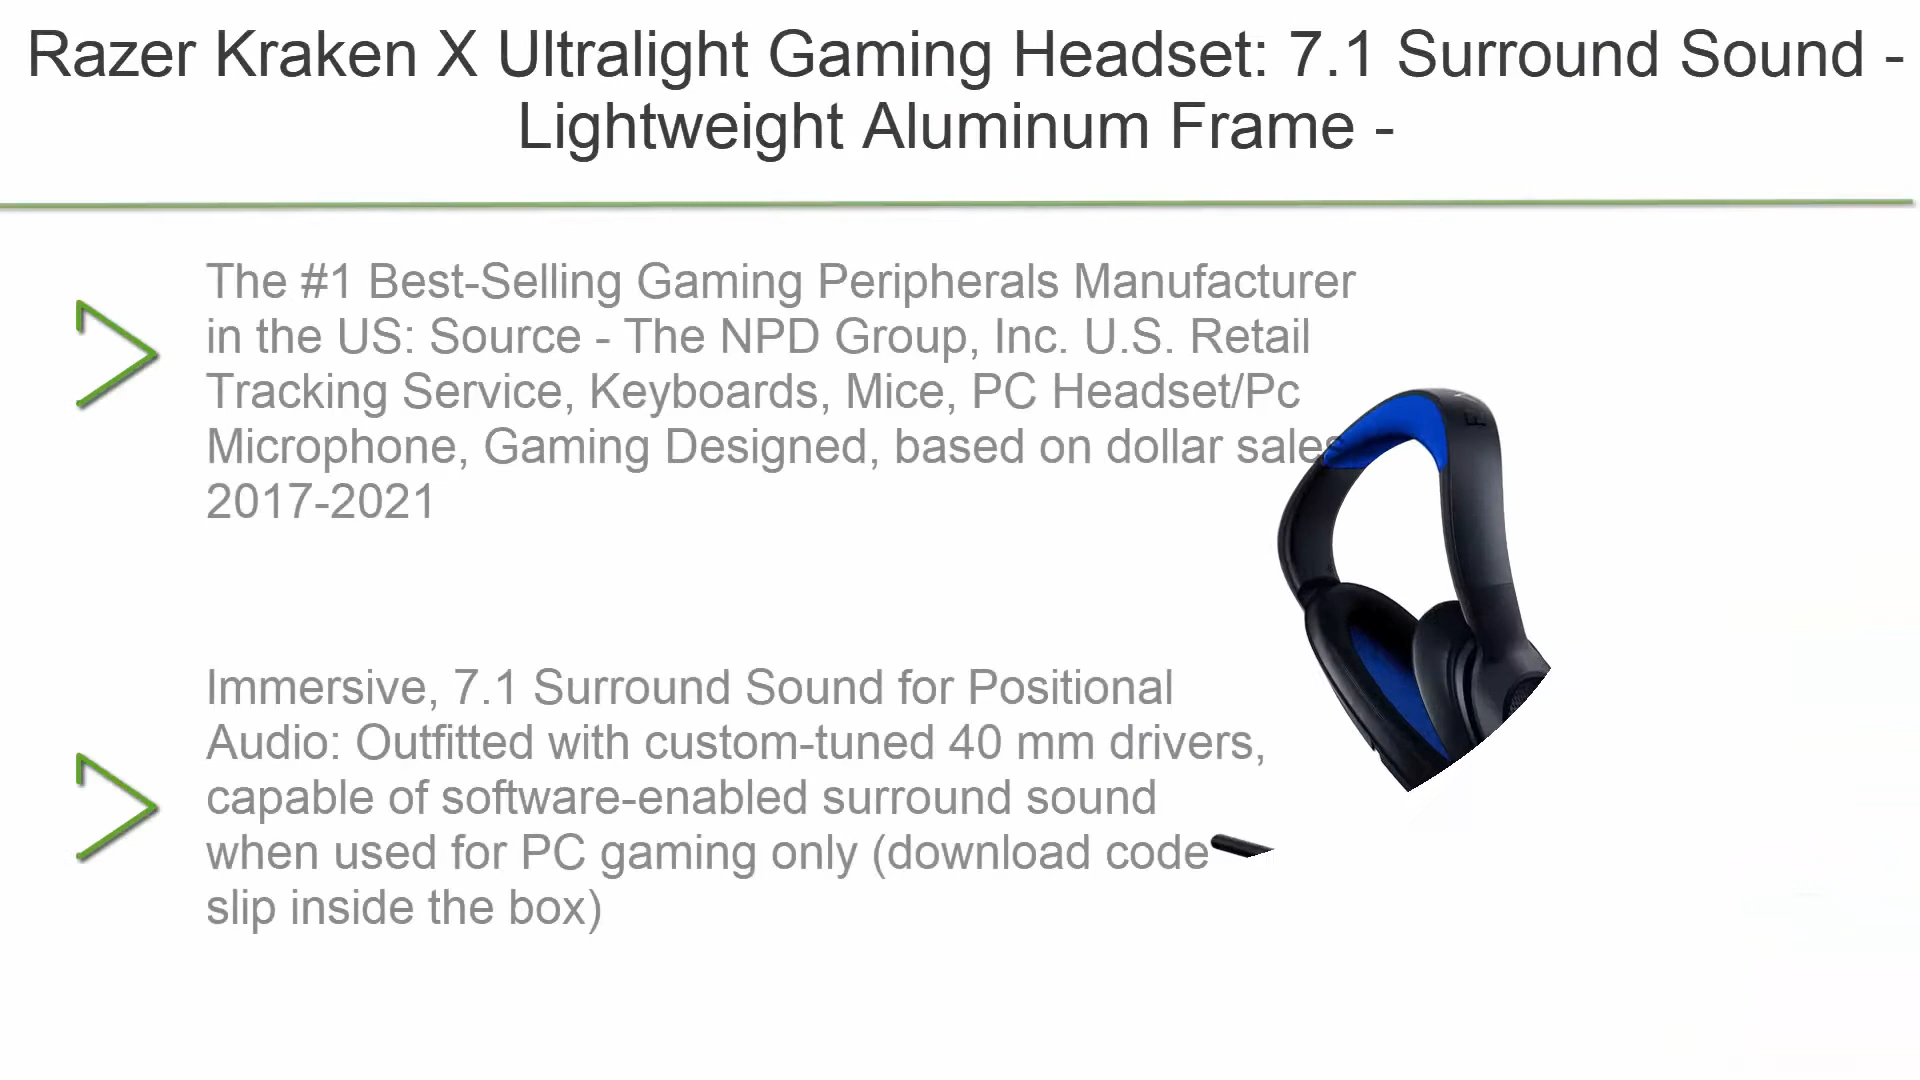 Razer Kraken X Ultralight Gaming Headset: 7.1 Surround Sound -
Lightweight Aluminum Frame -
The #1 Best-Selling Gaming Peripherals Manufacturer
in the US: Source - The NPD Group, Inc. U.S. Retail
Tracking Service, Keyboards, Mice, PC Headset/Pc
Microphone, Gaming Designed, based on dollar sales
2017-2021
Immersive, 7.1 Surround Sound for Positional
Audio: Outfitted with custom-tuned 40 mm drivers,
capable of software-enabled surround sound
when used for PC gaming only (download code
slip inside the box)